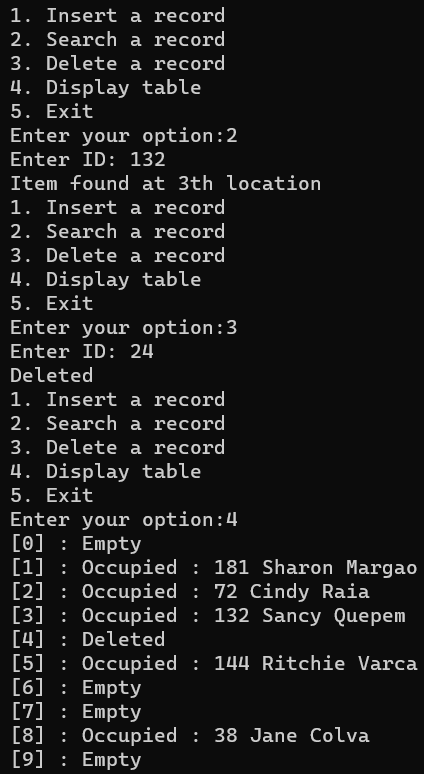 1. Insert a record
2. Search a record
3. Delete a record
4. Display table
5. Exit
Enter your option:2
Enter ID: 132
Item found at 3th location
1. Insert a record
2. Search a record
3. Delete a record
4. Display table
5. Exit
Enter your option:3
Enter ID: 24
Deleted
1. Insert a record
2. Search a record
3. Delete a record
4. Display table
5. Exit
Enter your option:4
[0] : Empty
[1] : Occupied : 181 Sharon Margao
[2] : Occupied : 72 Cindy Raia
[3] : Occupied : 132 Sancy Quepem
[4] : Deleted
[5] : Occupied : 144 Ritchie Varca
[6] : Empty
[7] : Empty
[8] : Occupied : 38 Jane Colva
[9] : Empty